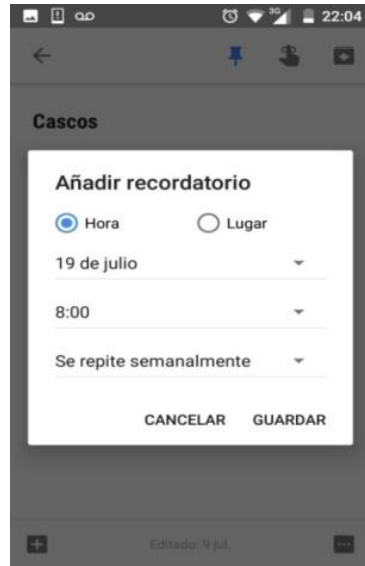 3G 22:04
Cascos
Añadir recordatorio
Hora Lugar
19 de julio
8:00
Se repite semanalmente
CANCELAR GUARDAR
Editado: 9 jul.